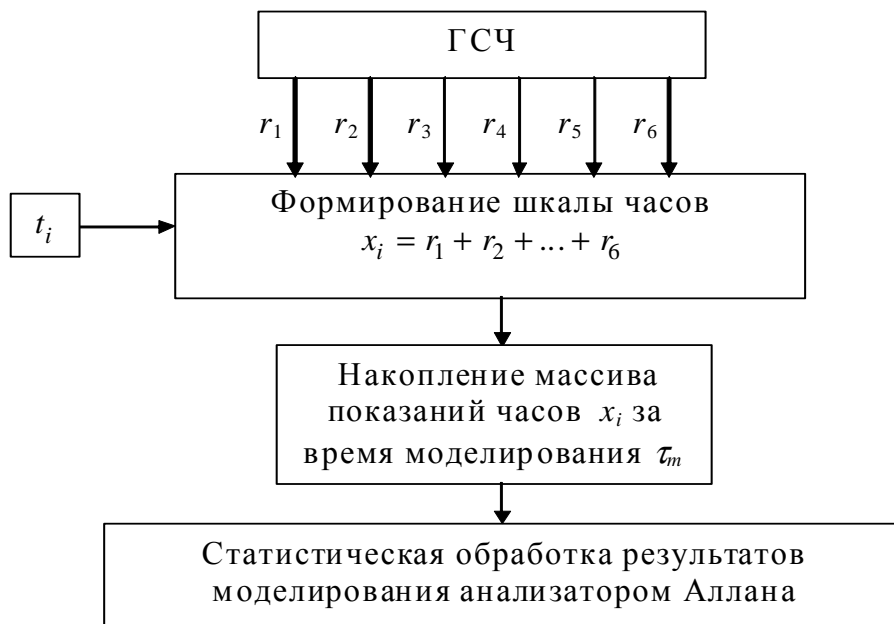 ГСЧ
r₁ r₂ r₃ r₄ r₅ r₆
Формирование шкалы часов
tᵢ
xᵢ = r₁ + r₂ + ... + r₆
Накопление массива
показаний часов xᵢ за
время моделирования τₘ
Статистическая обработка результатов
моделирования анализатором Аллана